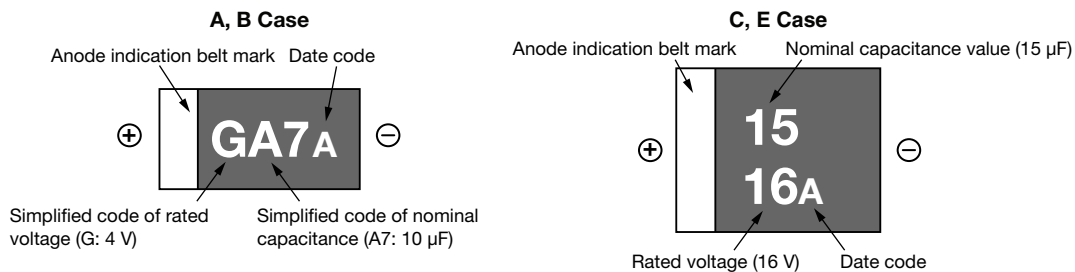 A, B Case
Anode indication belt mark Date code
⊕ GA7A ⊖
Simplified code of rated
voltage (G: 4 V)
Simplified code of nominal
capacitance (A7: 10 µF)
C, E Case
Anode indication belt mark Nominal capacitance value (15 µF)
15
⊕ ⊖
16A
Rated voltage (16 V) Date code